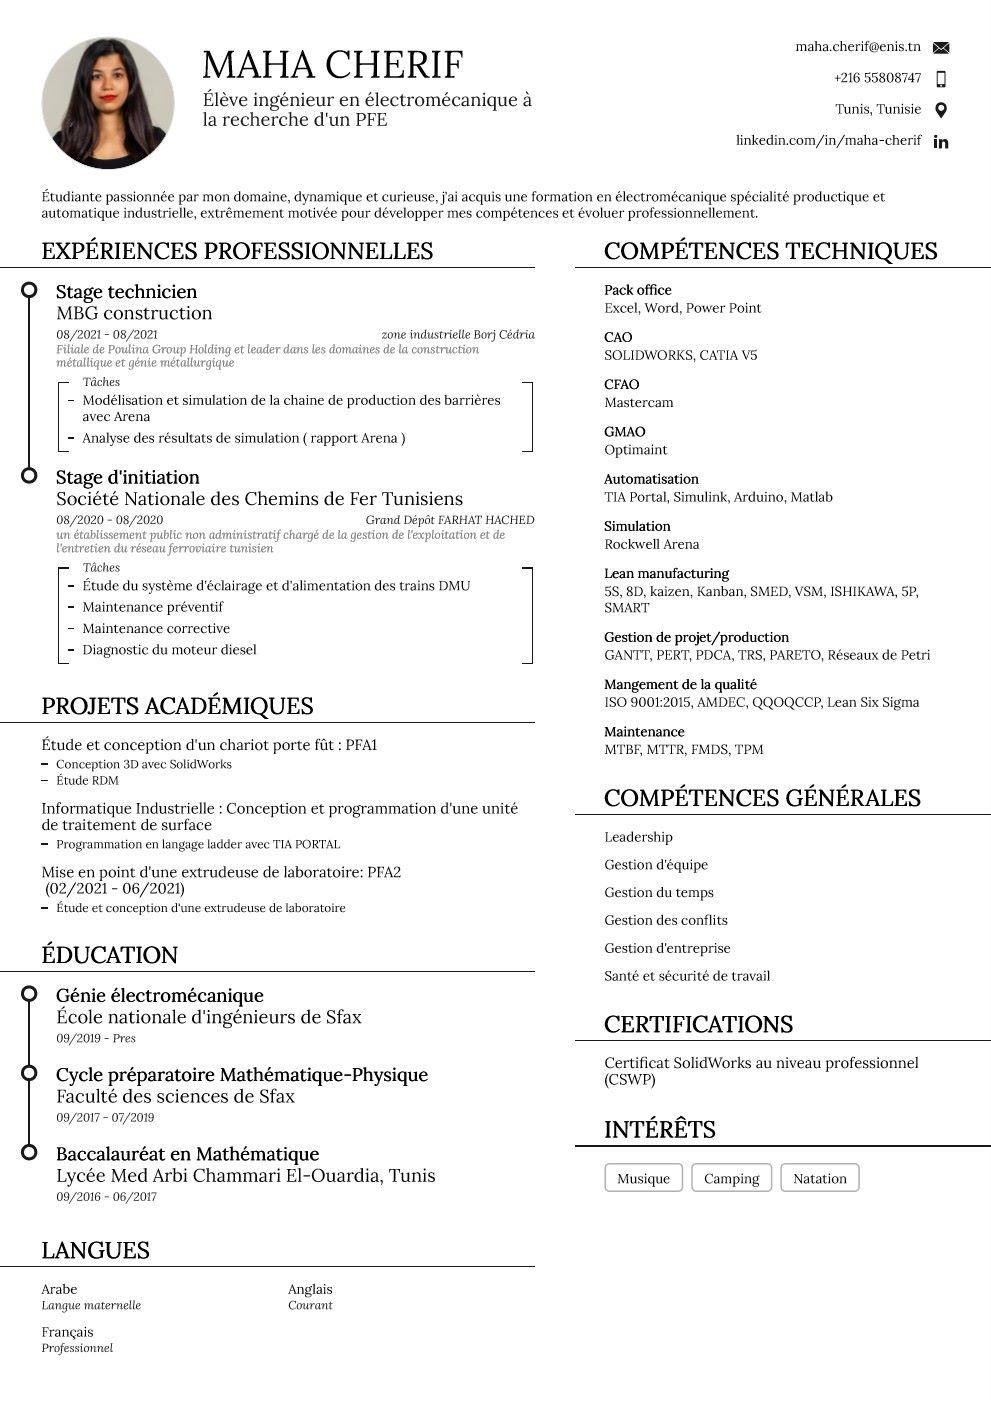 MAHA CHERIF
Élève ingénieur en électromécanique à
la recherche d'un PFE
maha.cherif@enis.tn
+216 55808747
Tunis, Tunisie
linkedin.com/in/maha-cherif
Étudiante passionnée par mon domaine, dynamique et curieuse, j'ai acquis une formation en électromécanique spécialité productique et
automatique industrielle, extrêmement motivée pour développer mes compétences et évoluer professionnellement.
EXPÉRIENCES PROFESSIONNELLES
Stage technicien
MBG construction
08/2021 - 08/2021 zone industrielle Borj Cédria
Filiale de Poulina Group Holding et leader dans les domaines de la construction
métallique et génie métallurgique
Tâches
– Modélisation et simulation de la chaine de production des barrières
avec Arena
– Analyse des résultats de simulation ( rapport Arena )
Stage d'initiation
Société Nationale des Chemins de Fer Tunisiens
08/2020 - 08/2020 Grand Dépôt FARHAT HACHED
un établissement public non administratif chargé de la gestion de l'exploitation et de
l'entretien du réseau ferroviaire tunisien
Tâches
– Étude du système d'éclairage et d'alimentation des trains DMU
– Maintenance préventif
– Maintenance corrective
– Diagnostic du moteur diesel
PROJETS ACADÉMIQUES
Étude et conception d'un chariot porte fût : PFA1
– Conception 3D avec SolidWorks
– Étude RDM
Informatique Industrielle : Conception et programmation d'une unité
de traitement de surface
– Programmation en langage ladder avec TIA PORTAL
Mise en point d'une extrudeuse de laboratoire: PFA2
(02/2021 - 06/2021)
– Étude et conception d'une extrudeuse de laboratoire
ÉDUCATION
Génie électromécanique
École nationale d'ingénieurs de Sfax
09/2019 - Pres
Cycle préparatoire Mathématique-Physique
Faculté des sciences de Sfax
09/2017 - 07/2019
Baccalauréat en Mathématique
Lycée Med Arbi Chammari El-Ouardia, Tunis
09/2016 - 06/2017
LANGUES
Arabe
Langue maternelle
Anglais
Courant
Français
Professionnel
COMPÉTENCES TECHNIQUES
Pack office
Excel, Word, Power Point
CAO
SOLIDWORKS, CATIA V5
CFAO
Mastercam
GMAO
Optimaint
Automatisation
TIA Portal, Simulink, Arduino, Matlab
Simulation
Rockwell Arena
Lean manufacturing
5S, 8D, kaizen, Kanban, SMED, VSM, ISHIKAWA, 5P,
SMART
Gestion de projet/production
GANTT, PERT, PDCA, TRS, PARETO, Réseaux de Petri
Mangement de la qualité
ISO 9001:2015, AMDEC, QQOQCCP, Lean Six Sigma
Maintenance
MTBF, MTTR, FMDS, TPM
COMPÉTENCES GÉNÉRALES
Leadership
Gestion d'équipe
Gestion du temps
Gestion des conflits
Gestion d'entreprise
Santé et sécurité de travail
CERTIFICATIONS
Certificat SolidWorks au niveau professionnel
(CSWP)
INTÉRÊTS
Musique Camping Natation